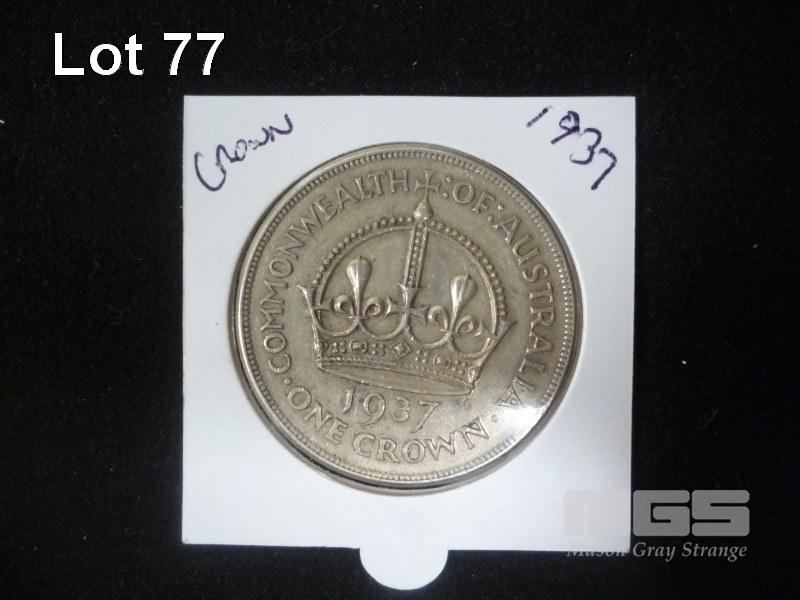 Lot 77
Crown
1937
COMMONWEALTH OF AUSTRALIA
1937
ONE CROWN
MGS
Mason Gray Strange